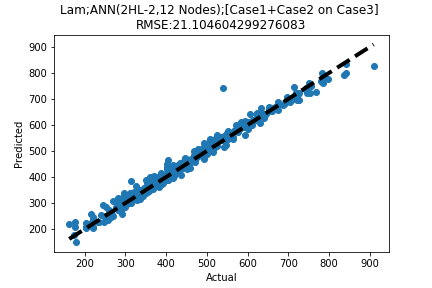 Lam;ANN(2HL-2,12 Nodes);[Case1+Case2 on Case3]
RMSE:21.104604299276083
900
800
700
600
500
400
300
200
Predicted
200 300 400 500 600 700 800 900
Actual